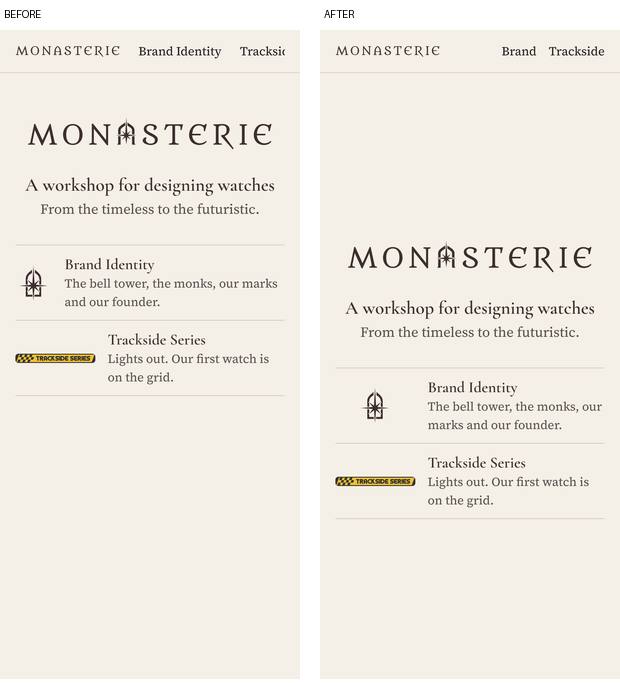 BEFORE
MONASTERIE Brand Identity Tracksi
MONASTERIE
A workshop for designing watches
From the timeless to the futuristic.
Brand Identity
The bell tower, the monks, our marks
and our founder.
TRACKSIDE SERIES
Trackside Series
Lights out. Our first watch is
on the grid.
AFTER
MONASTERIE Brand Trackside
MONASTERIE
A workshop for designing watches
From the timeless to the futuristic.
Brand Identity
The bell tower, the monks, our
marks and our founder.
TRACKSIDE SERIES
Trackside Series
Lights out. Our first watch is
on the grid.